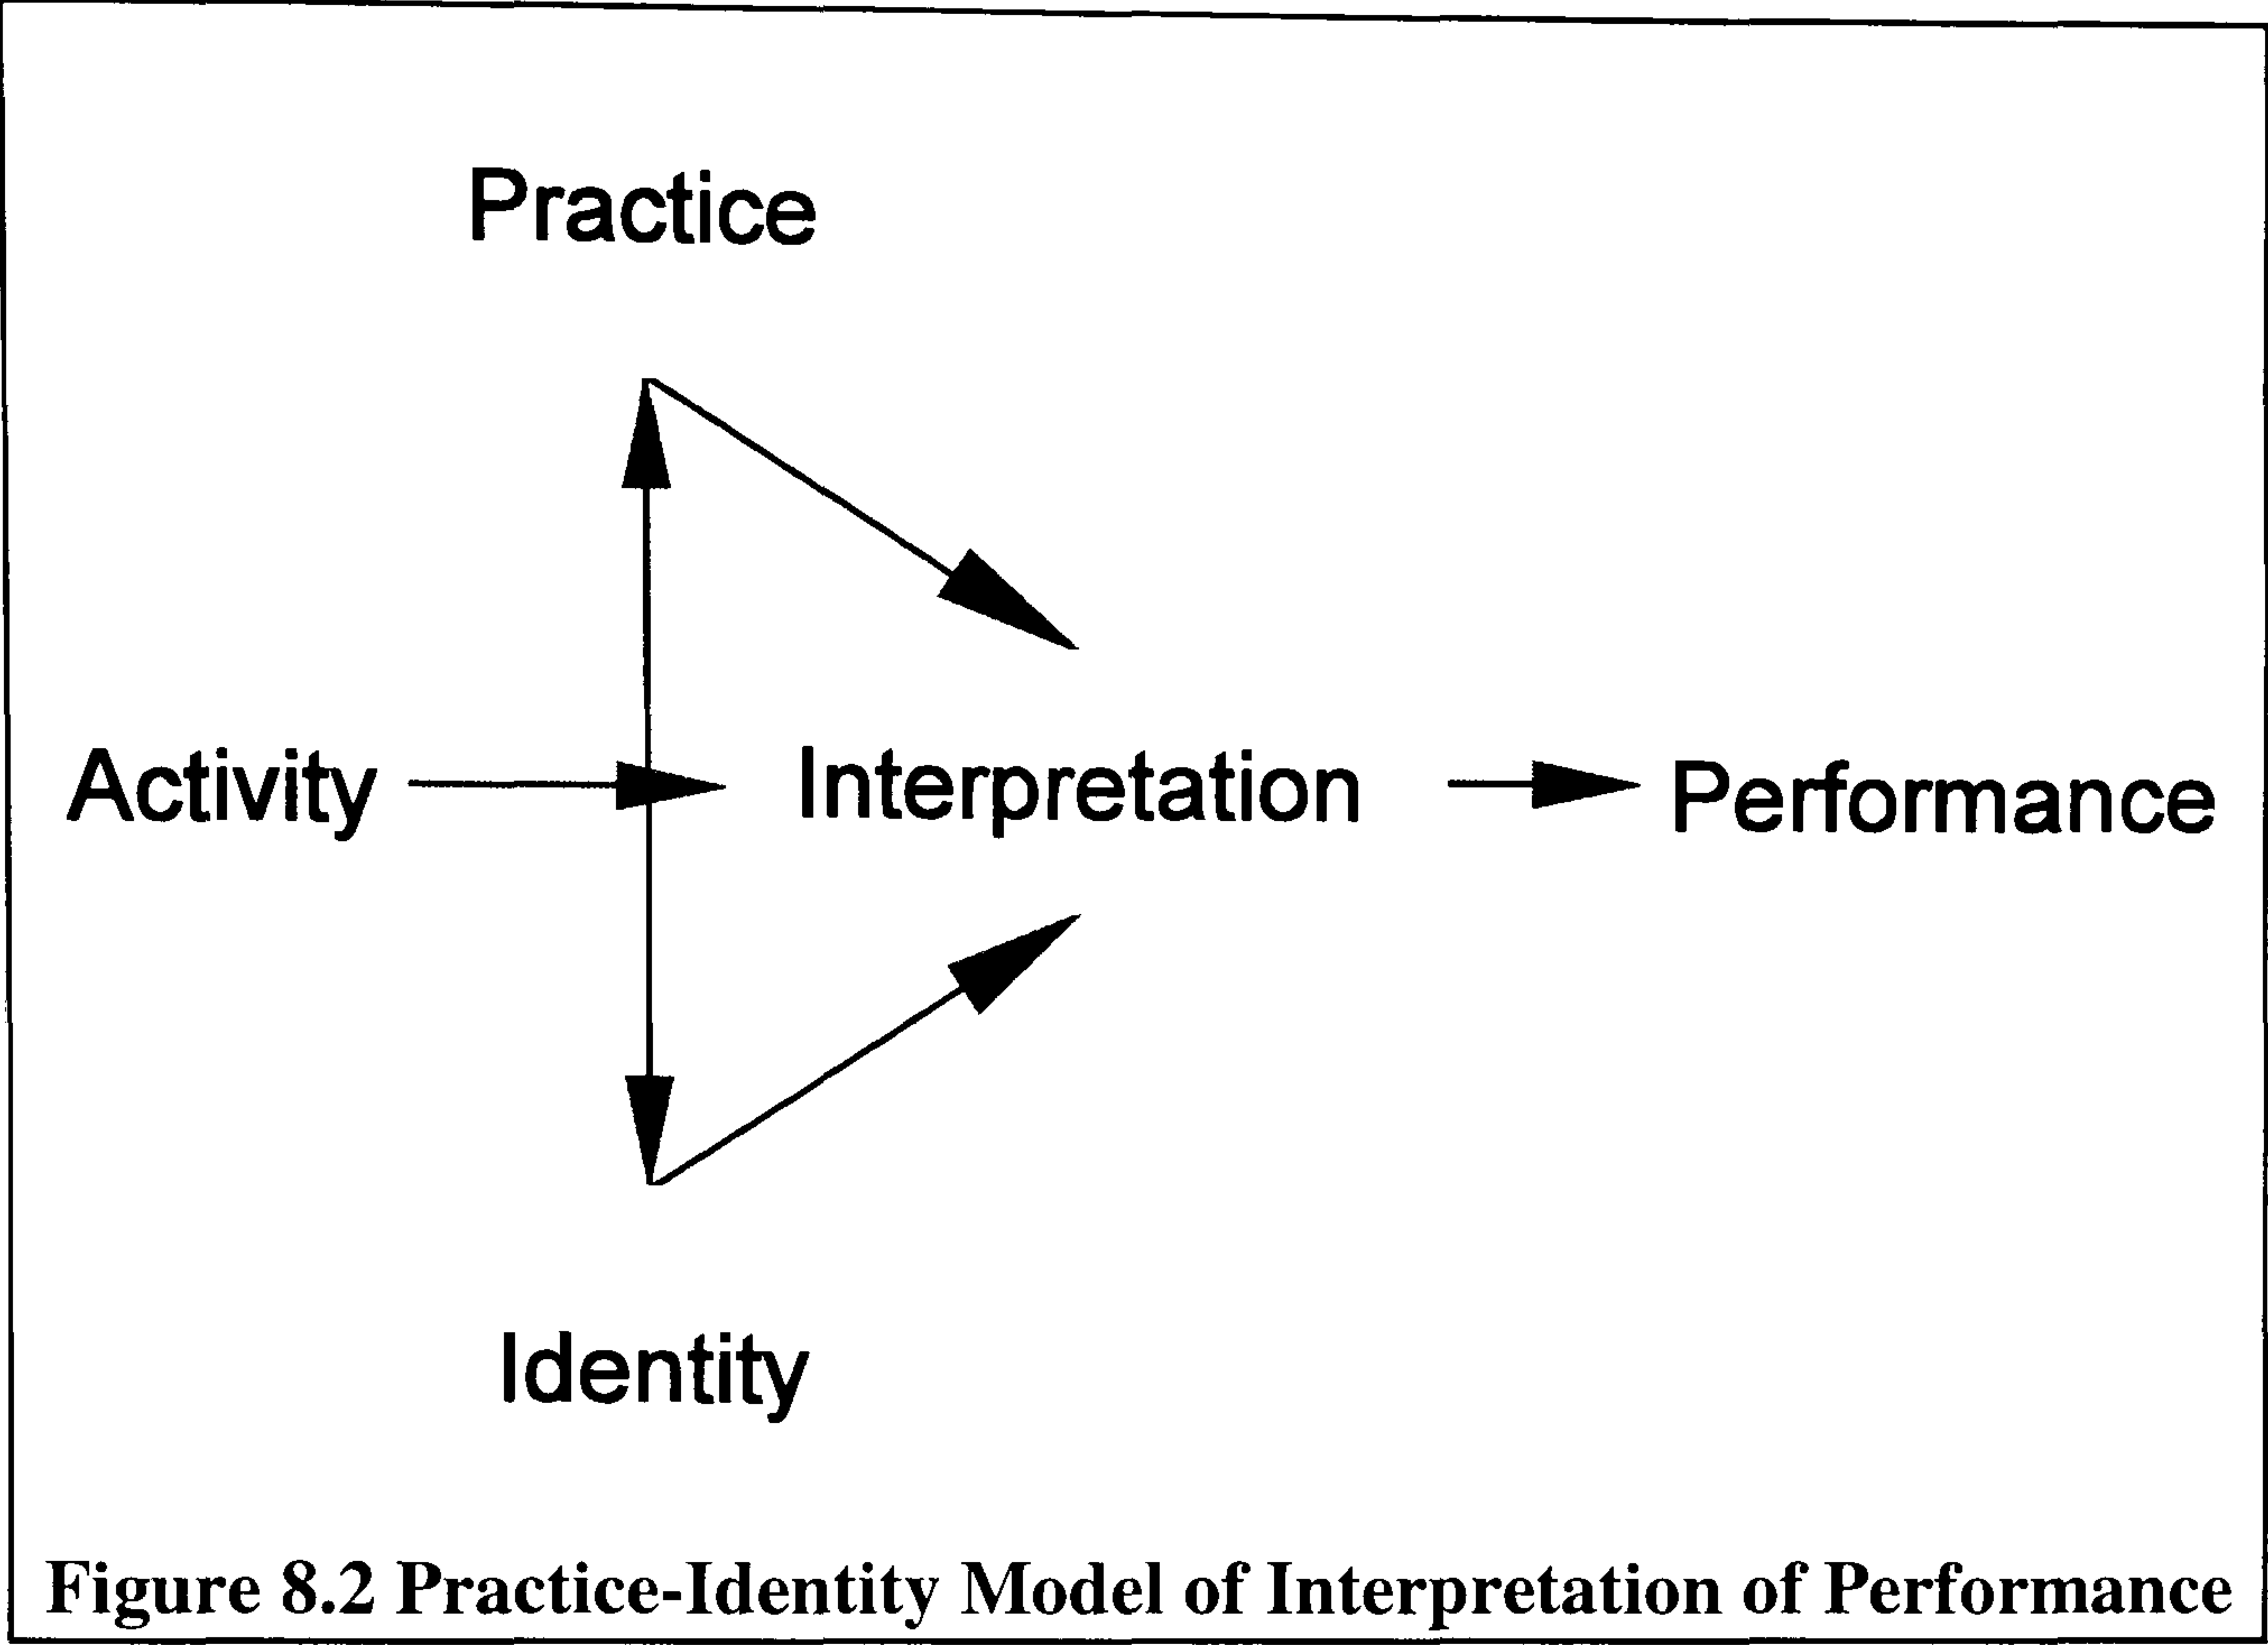 Practice
Activity Interpretation Performance
Identity
Figure 8.2 Practice-Identity Model of Interpretation of Performance